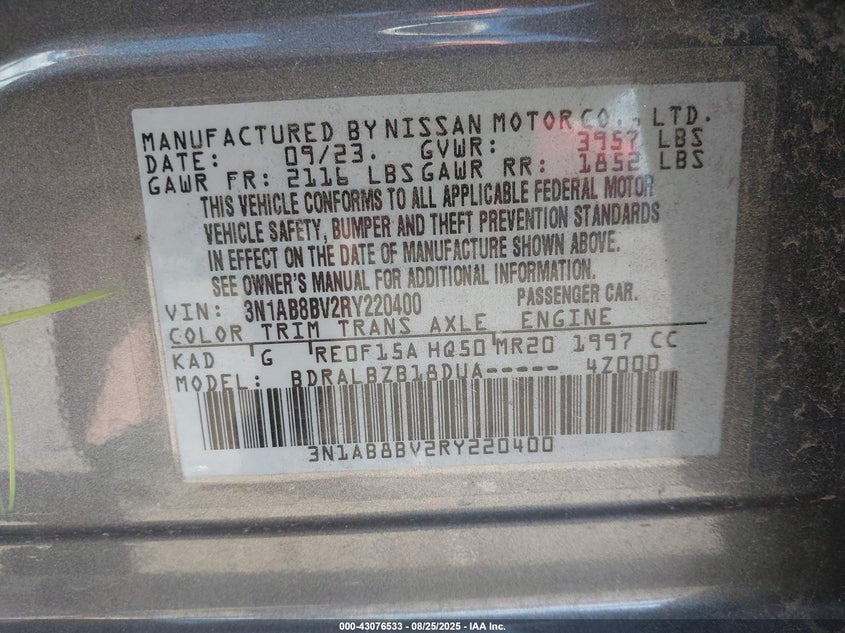 MANUFACTURED BY NISSAN MOTOR CO., LTD.
DATE: 09/23. GVWR: 3957 LBS
GAWR FR: 2116 LBS GAWR RR: 1852 LBS
THIS VEHICLE CONFORMS TO ALL APPLICABLE FEDERAL MOTOR
VEHICLE SAFETY, BUMPER AND THEFT PREVENTION STANDARDS
IN EFFECT ON THE DATE OF MANUFACTURE SHOWN ABOVE.
SEE OWNER'S MANUAL FOR ADDITIONAL INFORMATION.
VIN: 3N1AB8BV2RY220400 PASSENGER CAR.
COLOR TRIM TRANS AXLE ENGINE
KAD G RE0F15A HQ50 MR20 1997 CC
MODEL: BDRALBZB18DUA----- 4Z000
3N1AB8BV2RY220400
000-43076533 - 08/25/2025 - IAA Inc.